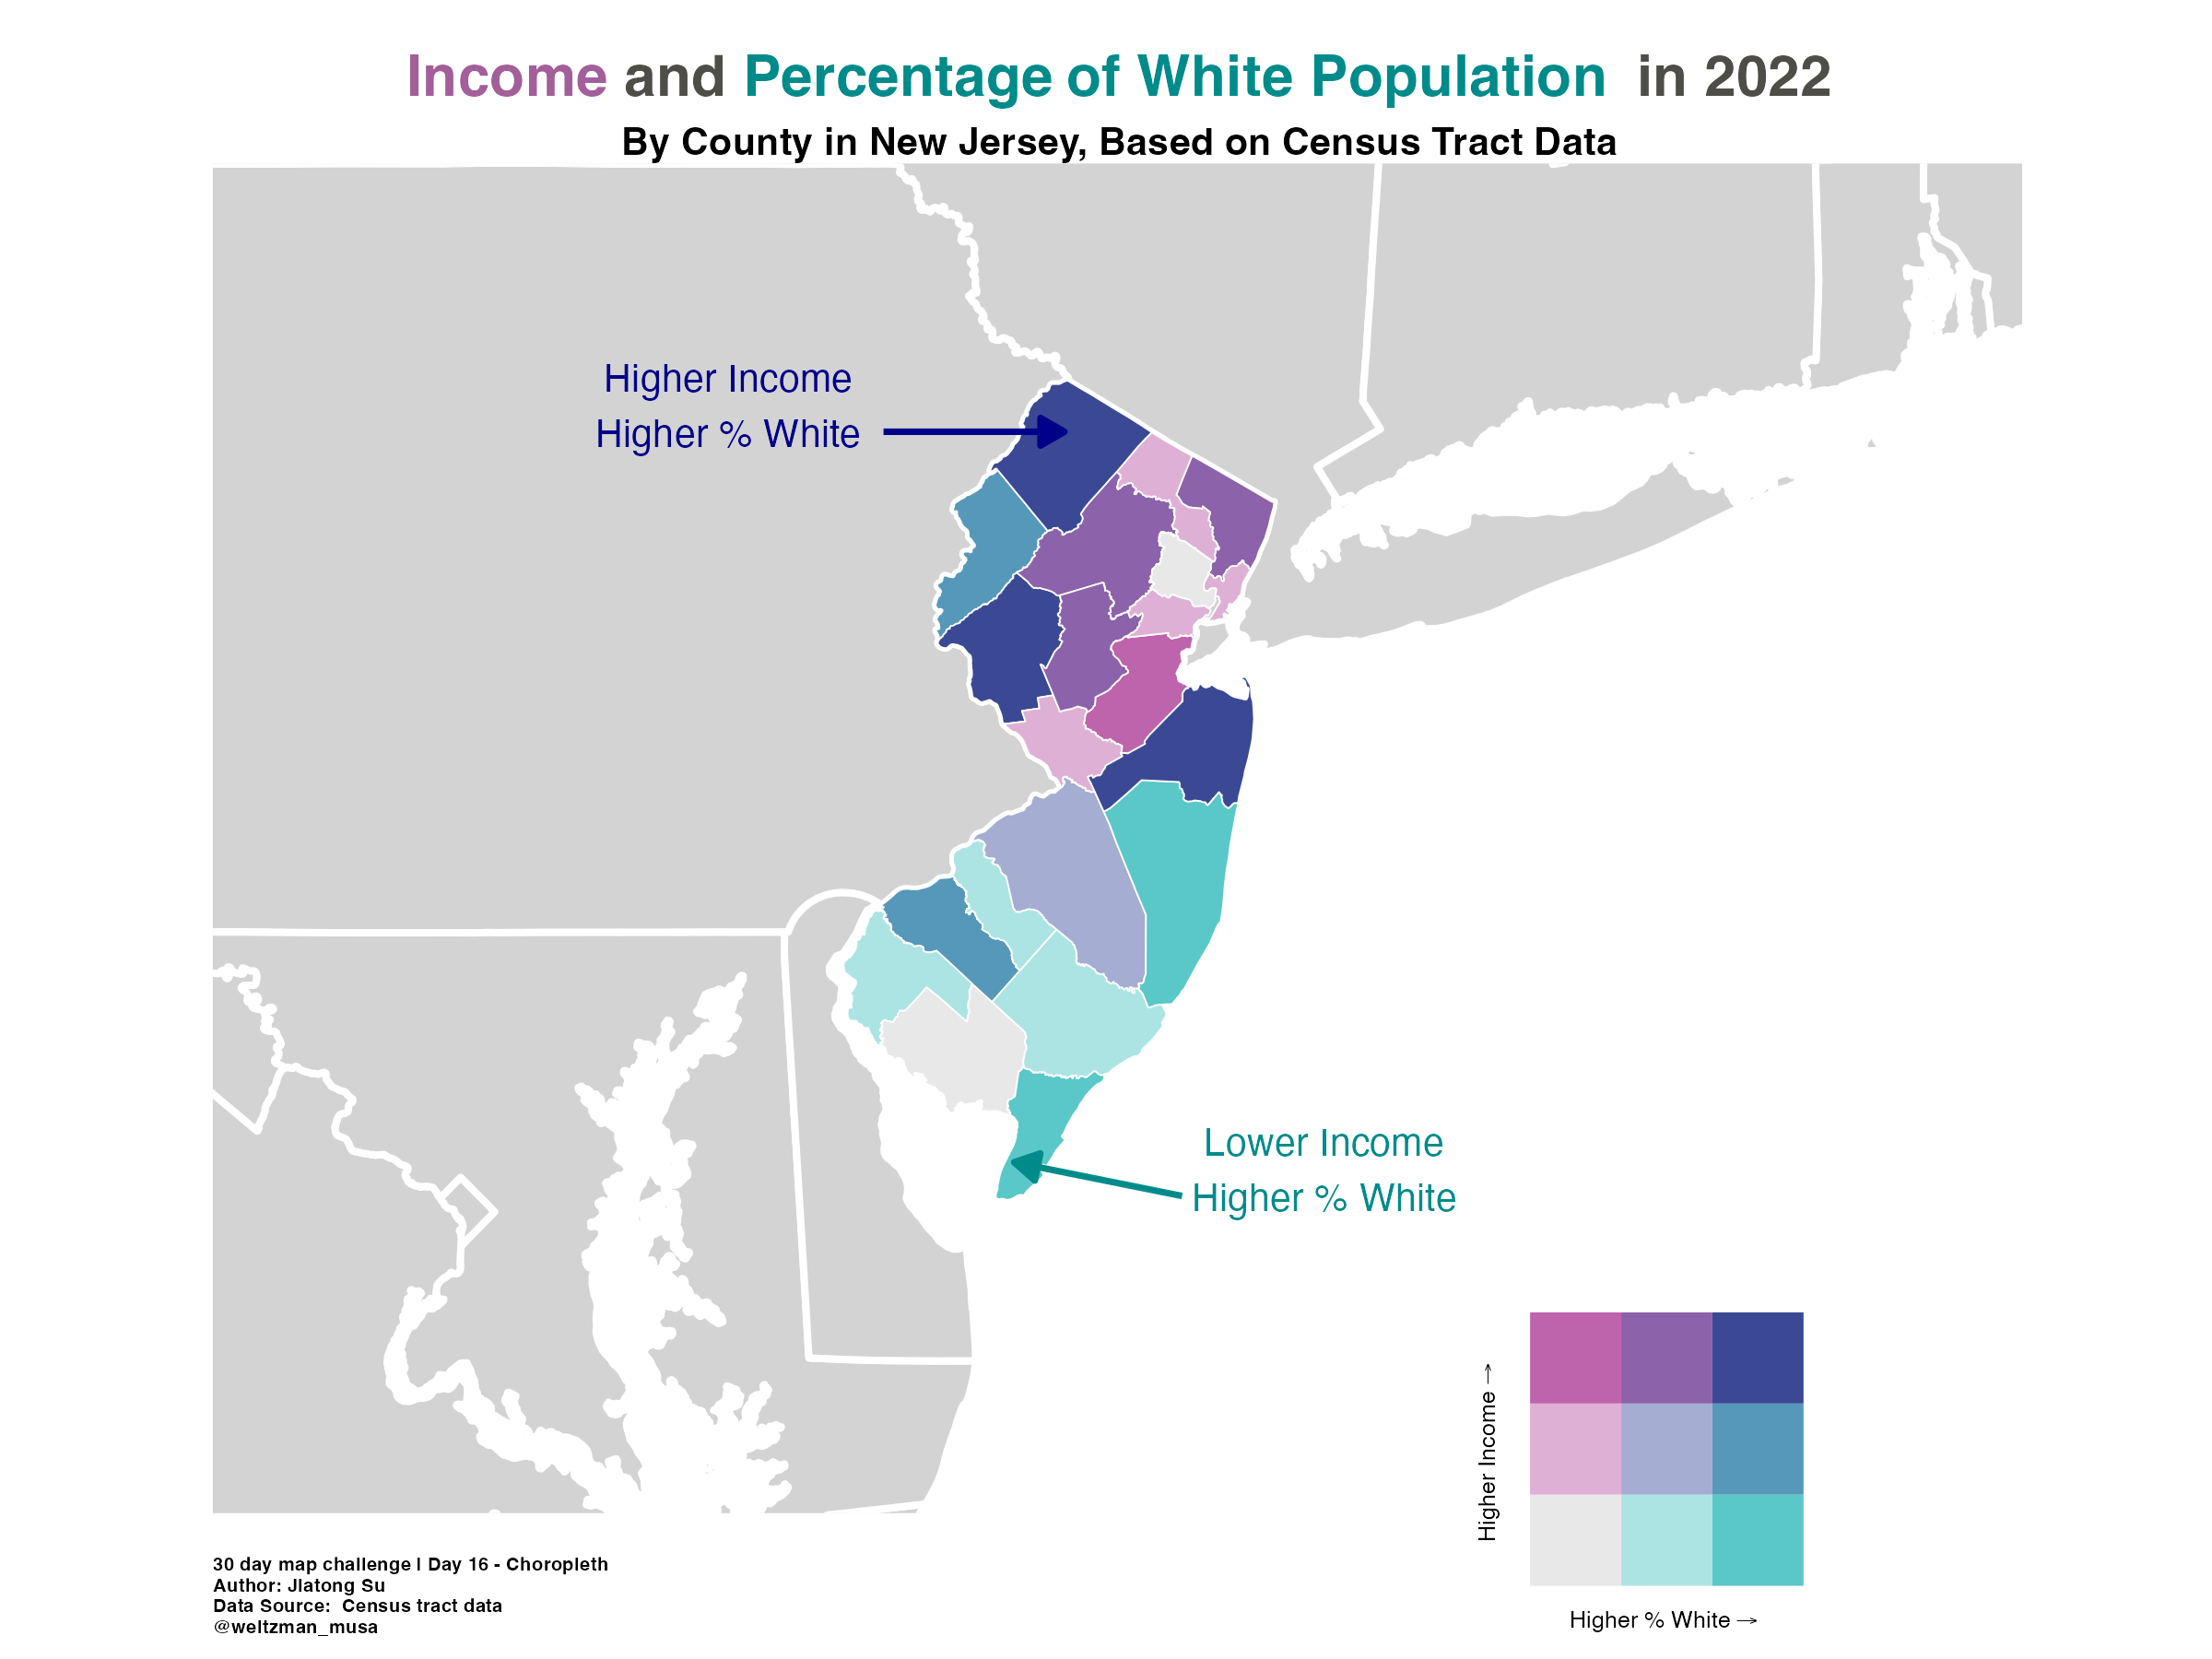 Income and Percentage of White Population in 2022
By County in New Jersey, Based on Census Tract Data
Higher Income
Higher % White
Lower Income
Higher % White
Higher Income →
Higher % White →
30 day map challenge | Day 16 - Choropleth
Author: JIatong Su
Data Source: Census tract data
@weItzman_musa